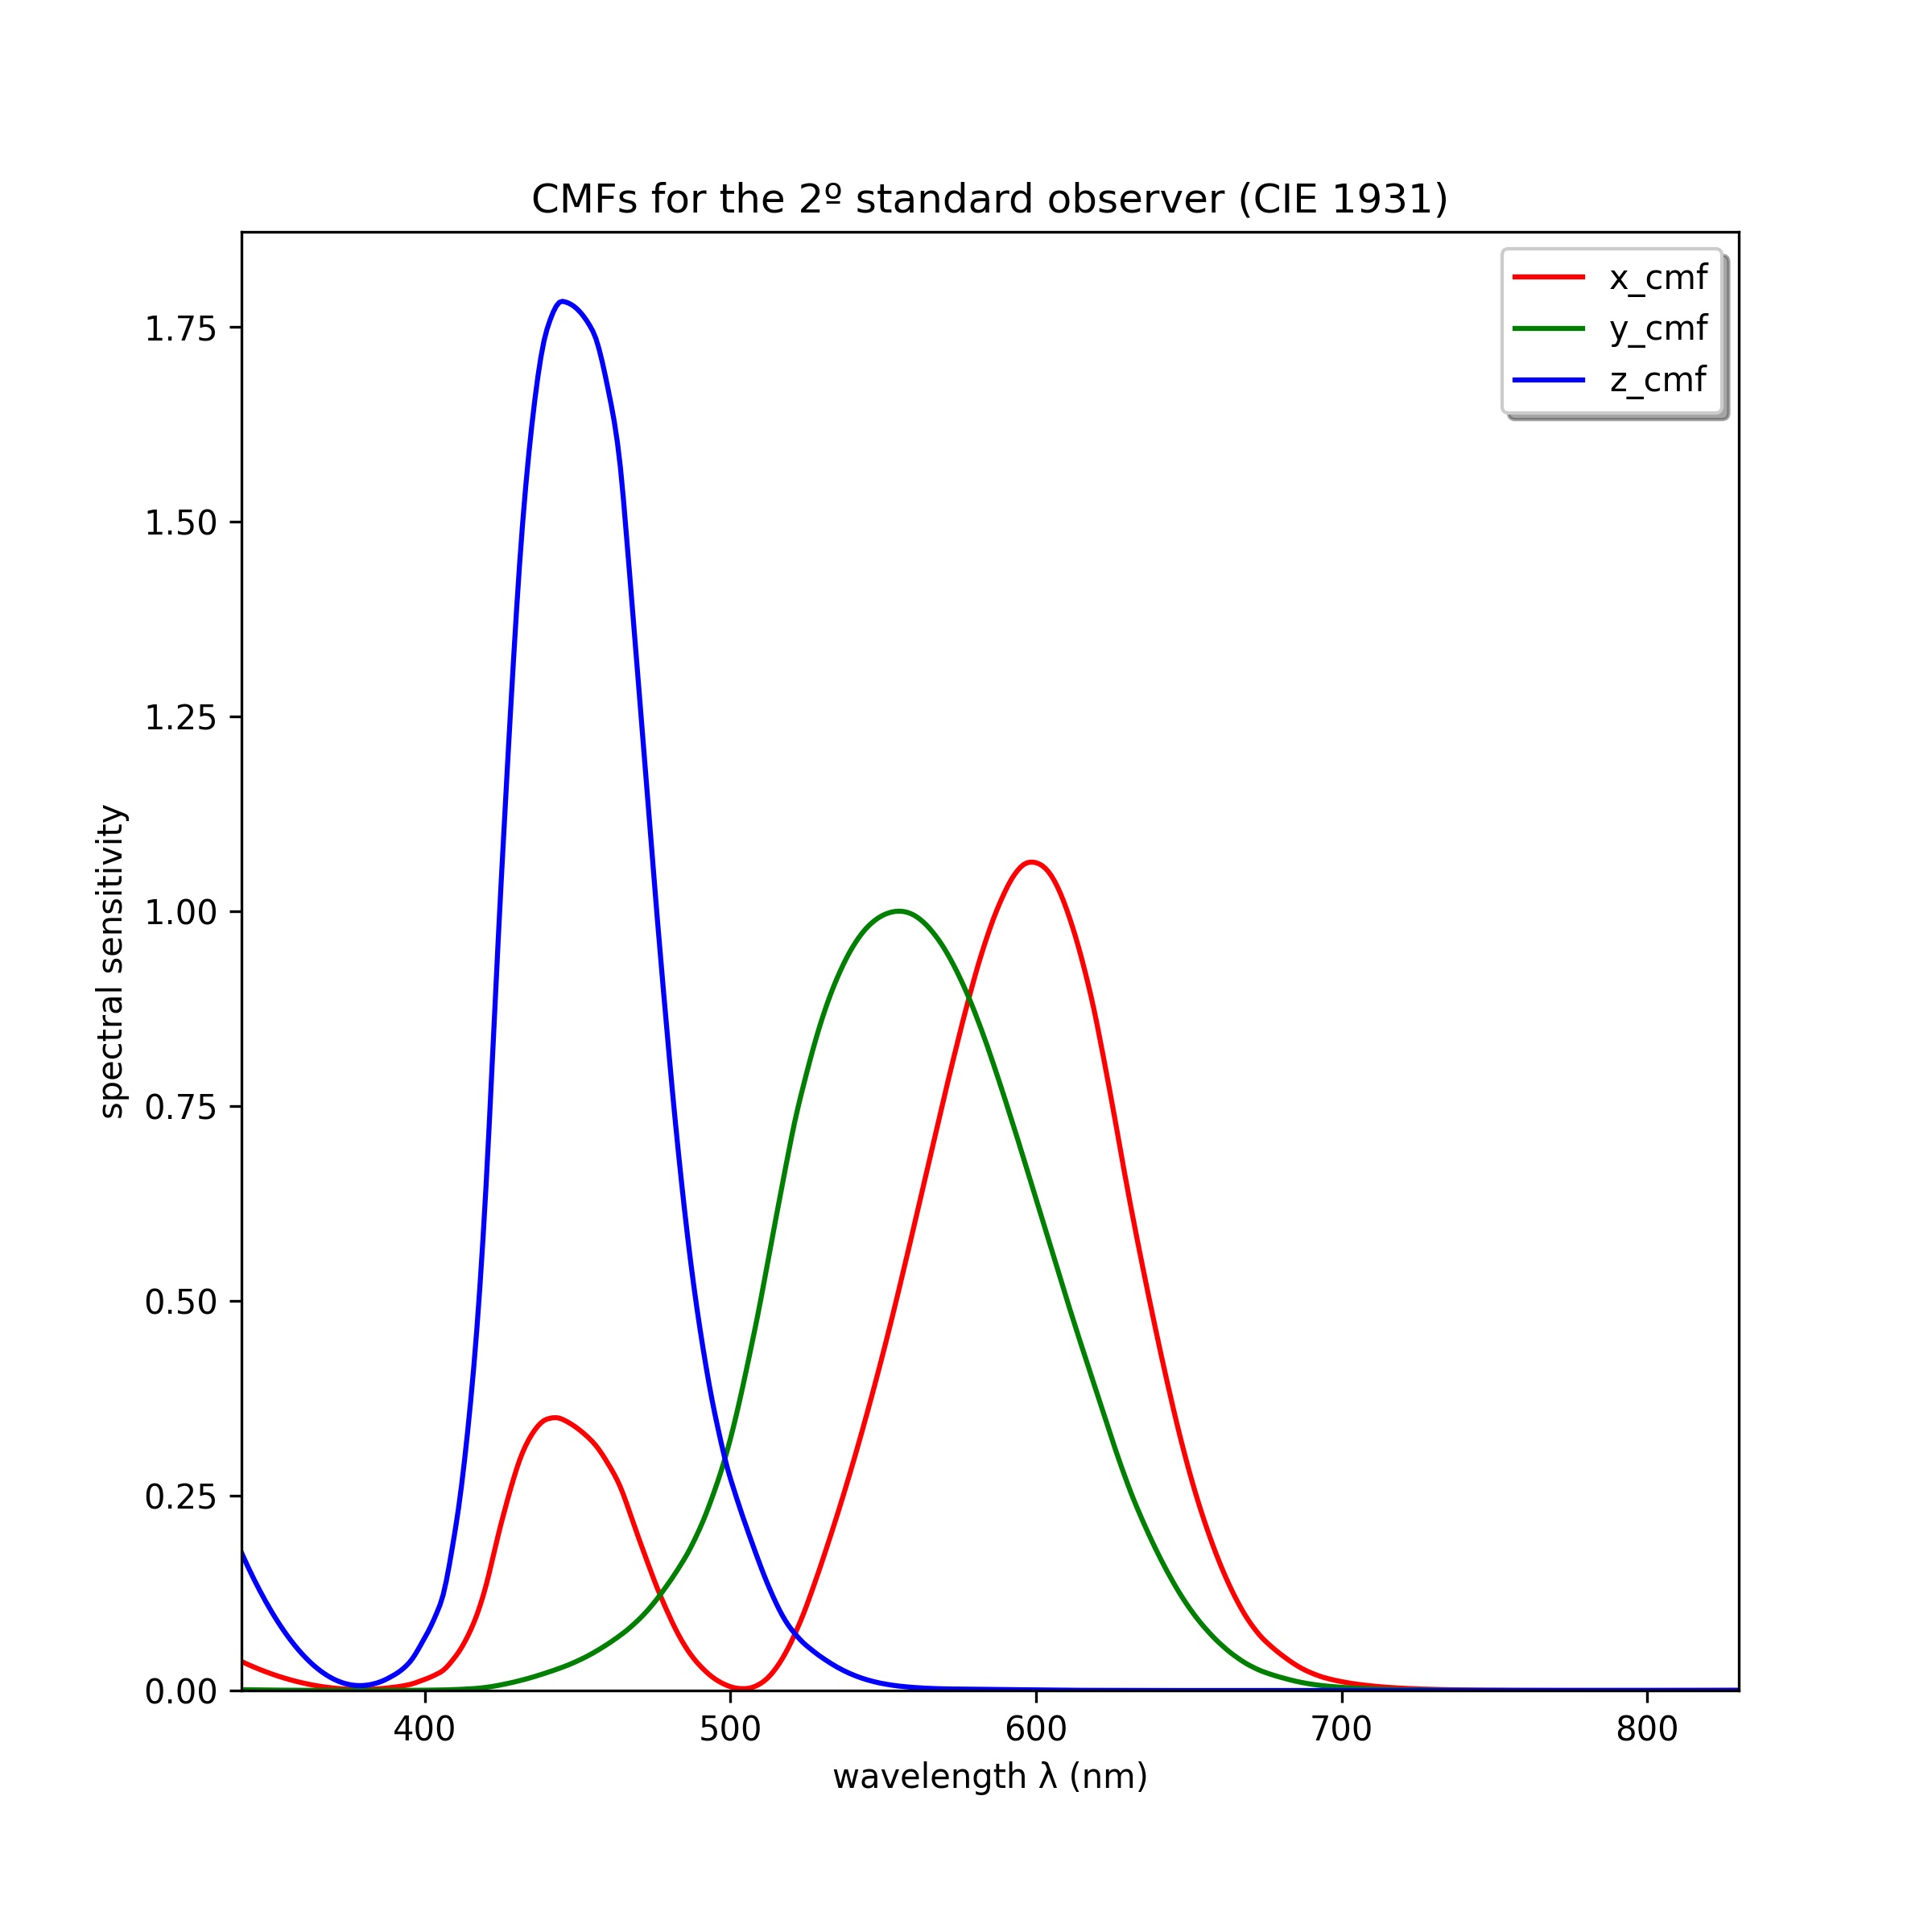 CMFs for the 2º standard observer (CIE 1931)
x_cmf
y_cmf
z_cmf
spectral sensitivity
1.75
1.50
1.25
1.00
0.75
0.50
0.25
0.00
400 500 600 700 800
wavelength λ (nm)